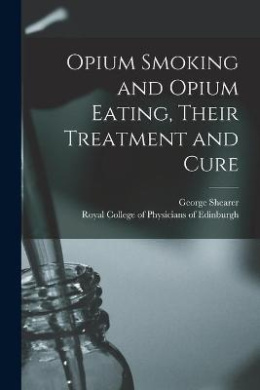 Opium Smoking
and Opium
Eating, Their
Treatment and
Cure
George Shearer
Royal College of Physicians of Edinburgh